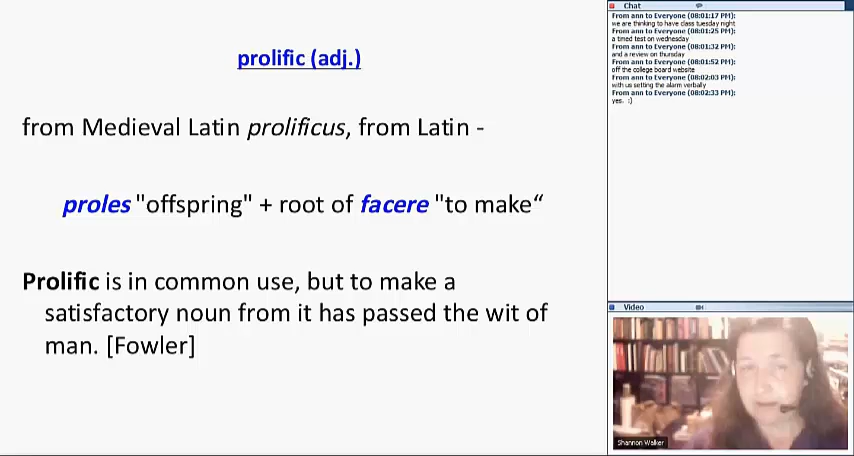 prolific (adj.)
from Medieval Latin prolificus, from Latin -
proles "offspring" + root of facere "to make“
Prolific is in common use, but to make a
satisfactory noun from it has passed the wit of
man. [Fowler]
Chat
From ann to Everyone (08:01:17 PM):
we are thinking to have class tuesday night
From ann to Everyone (08:01:25 PM):
a timed test on wednesday
From ann to Everyone (08:01:32 PM):
and a review on thursday
From ann to Everyone (08:01:52 PM):
off the college board website
From ann to Everyone (08:02:03 PM):
with us setting the alarm verbally
From ann to Everyone (08:02:33 PM):
yes. :)
Video
Shannon Walker